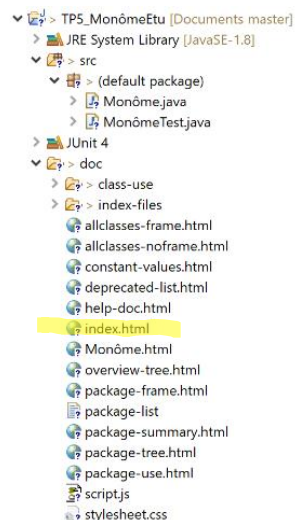 > TP5_MonômeEtu [Documents master]
> JRE System Library [JavaSE-1.8]
> src
> (default package)
> Monôme.java
> MonômeTest.java
> JUnit 4
> doc
> class-use
> index-files
allclasses-frame.html
allclasses-noframe.html
constant-values.html
deprecated-list.html
help-doc.html
index.html
Monôme.html
overview-tree.html
package-frame.html
package-list
package-summary.html
package-tree.html
package-use.html
script.js
stylesheet.css